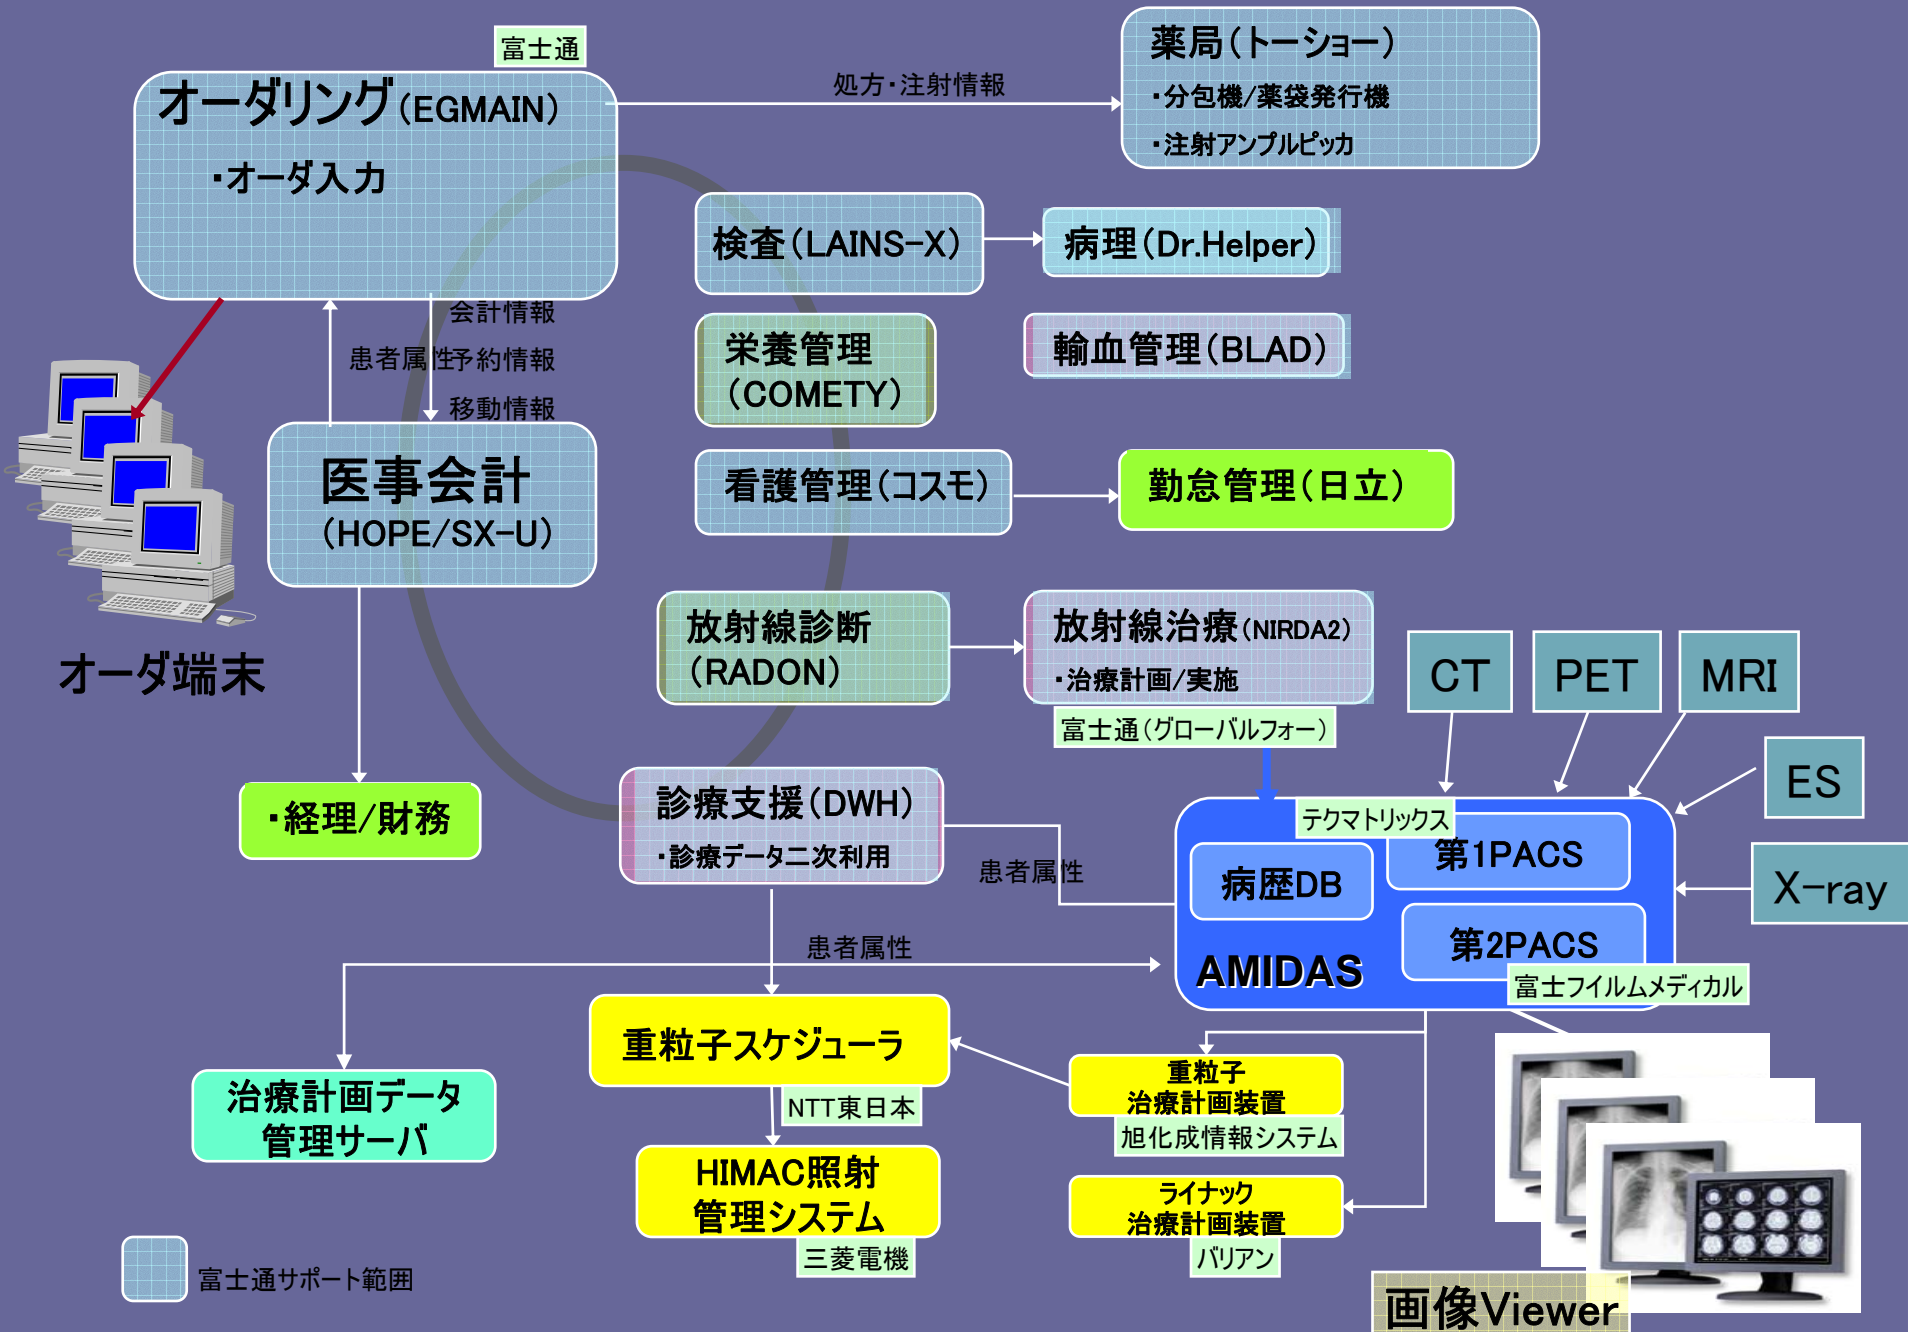 富士通
オーダリング(EGMAIN)
・オーダ入力
処方・注射情報
薬局(トーショー)
・分包機/薬袋発行機
・注射アンプルピッカ
検査(LAINS-X)
病理(Dr.Helper)
会計情報
患者属性
予約情報
移動情報
栄養管理
(COMETY)
輸血管理(BLAD)
医事会計
(HOPE/SX-U)
看護管理(コスモ)
勤怠管理(日立)
オーダ端末
放射線診断
(RADON)
放射線治療(NIRDA2)
・治療計画/実施
富士通(グローバルフォー)
CT
PET
MRI
ES
X-ray
・経理/財務
診療支援(DWH)
・診療データ二次利用
患者属性
テクマトリックス
第1PACS
病歴DB
第2PACS
AMIDAS
富士フイルムメディカル
患者属性
重粒子スケジューラ
NTT東日本
重粒子
治療計画装置
旭化成情報システム
治療計画データ
管理サーバ
HIMAC照射
管理システム
三菱電機
ライナック
治療計画装置
バリアン
富士通サポート範囲
画像Viewer